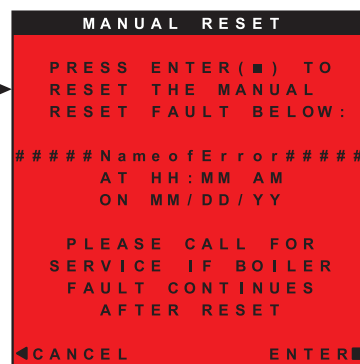 MANUAL RESET
PRESS ENTER(■) TO
RESET THE MANUAL
RESET FAULT BELOW:
#####NameofError#####
AT HH:MM AM
ON MM/DD/YY
PLEASE CALL FOR
SERVICE IF BOILER
FAULT CONTINUES
AFTER RESET
◀CANCEL ENTER■